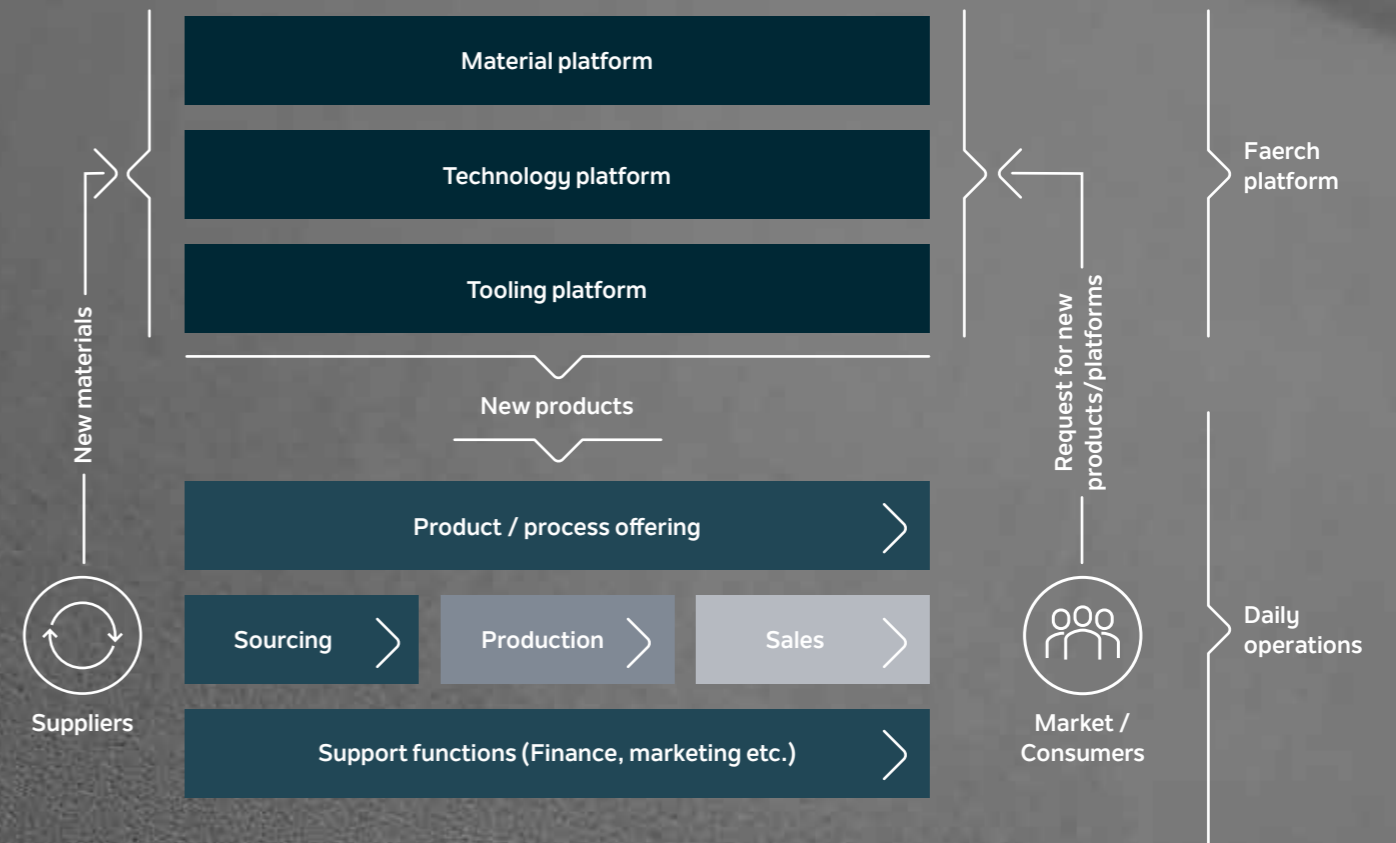 Material platform
Technology platform
Tooling platform
Faerch
platform
New materials
Request for new
products/platforms
New products
Product / process offering
Sourcing
Production
Sales
Daily
operations
Suppliers
Market /
Consumers
Support functions (Finance, marketing etc.)